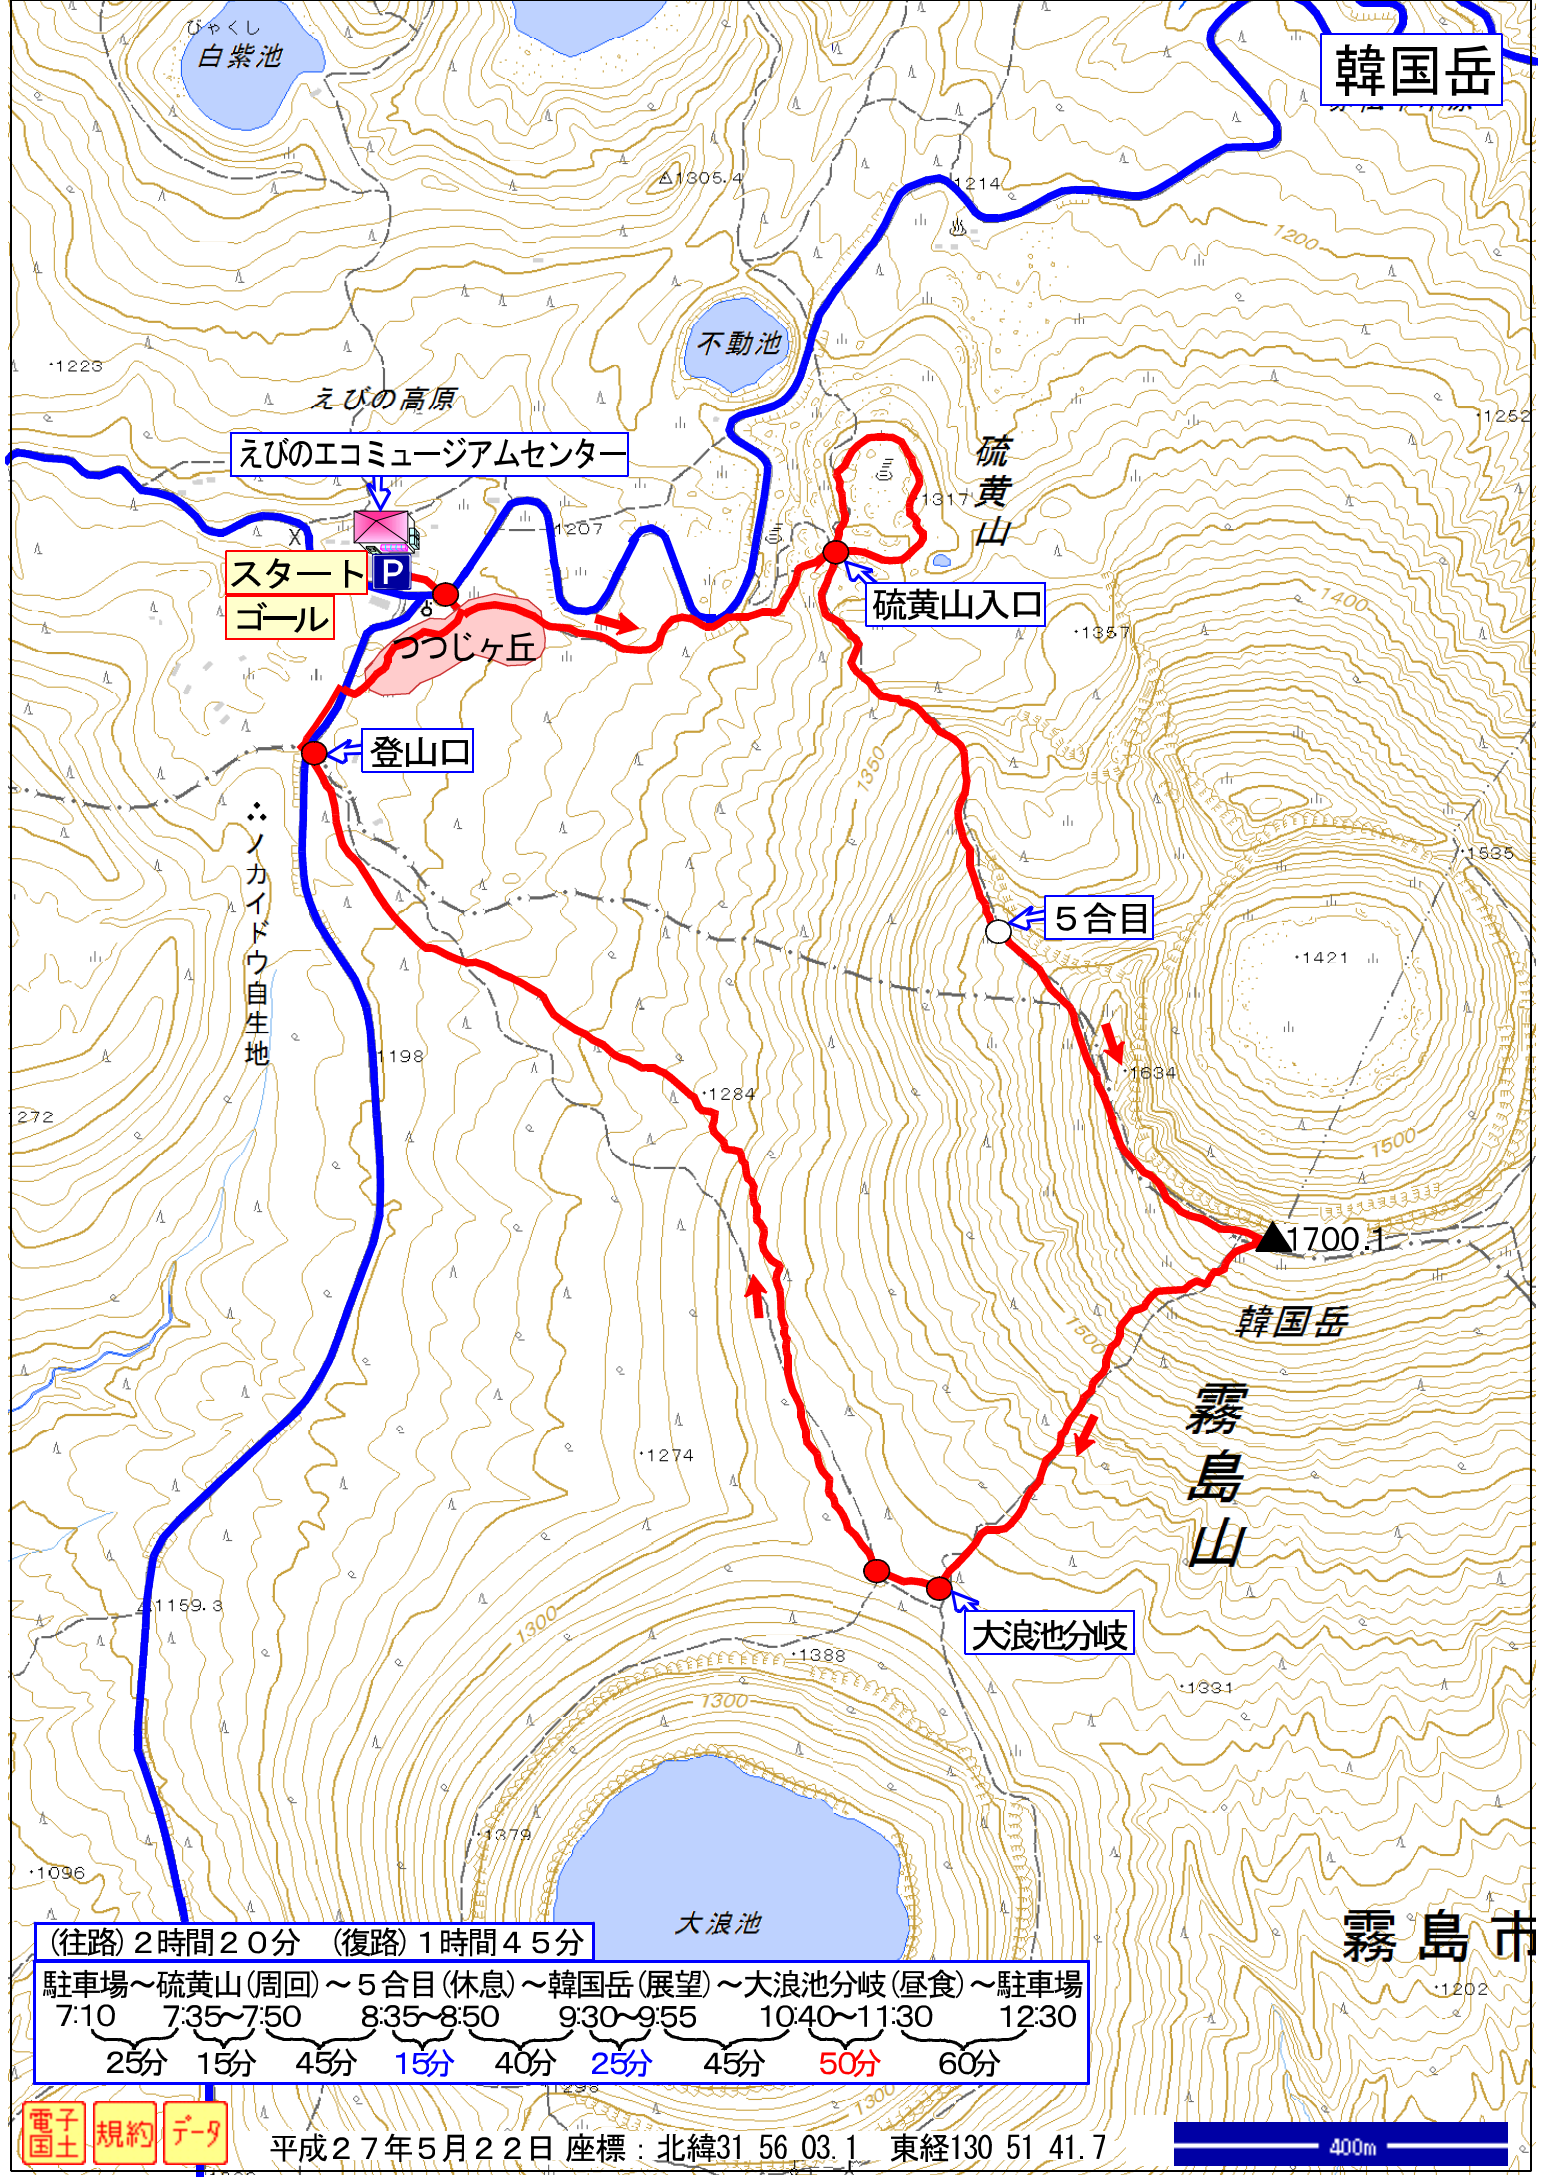 びゃくし
白紫池
韓国岳
1305.4
1214
1200
不動池
1223
えびの高原
1252
えびのエコミュージアムセンター
硫黄山
1317
1207
スタート
P
ゴール
硫黄山入口
1400
1357
つつじヶ丘
登山口
1350
∴ノカイドウ自生地
1535
5合目
1421
1198
1634
1284
272
1500
1700.1
韓国岳
1500
霧島山
1274
1159.3
1300
大浪池分岐
1388
1331
1300
1379
1096
大浪池
霧島市
1202
(往路)2時間20分 (復路)1時間45分
駐車場～硫黄山(周回)～5合目(休息)～韓国岳(展望)～大浪池分岐(昼食)～駐車場
7:10 7:35～7:50 8:35～8:50 9:30～9:55 10:40～11:30 12:30
25分 15分 45分 15分 40分 25分 45分 50分 60分
1300
電子国土 規約 データ
平成27年5月22日 座標：北緯31 56 03.1 東経130 51 41.7
400m